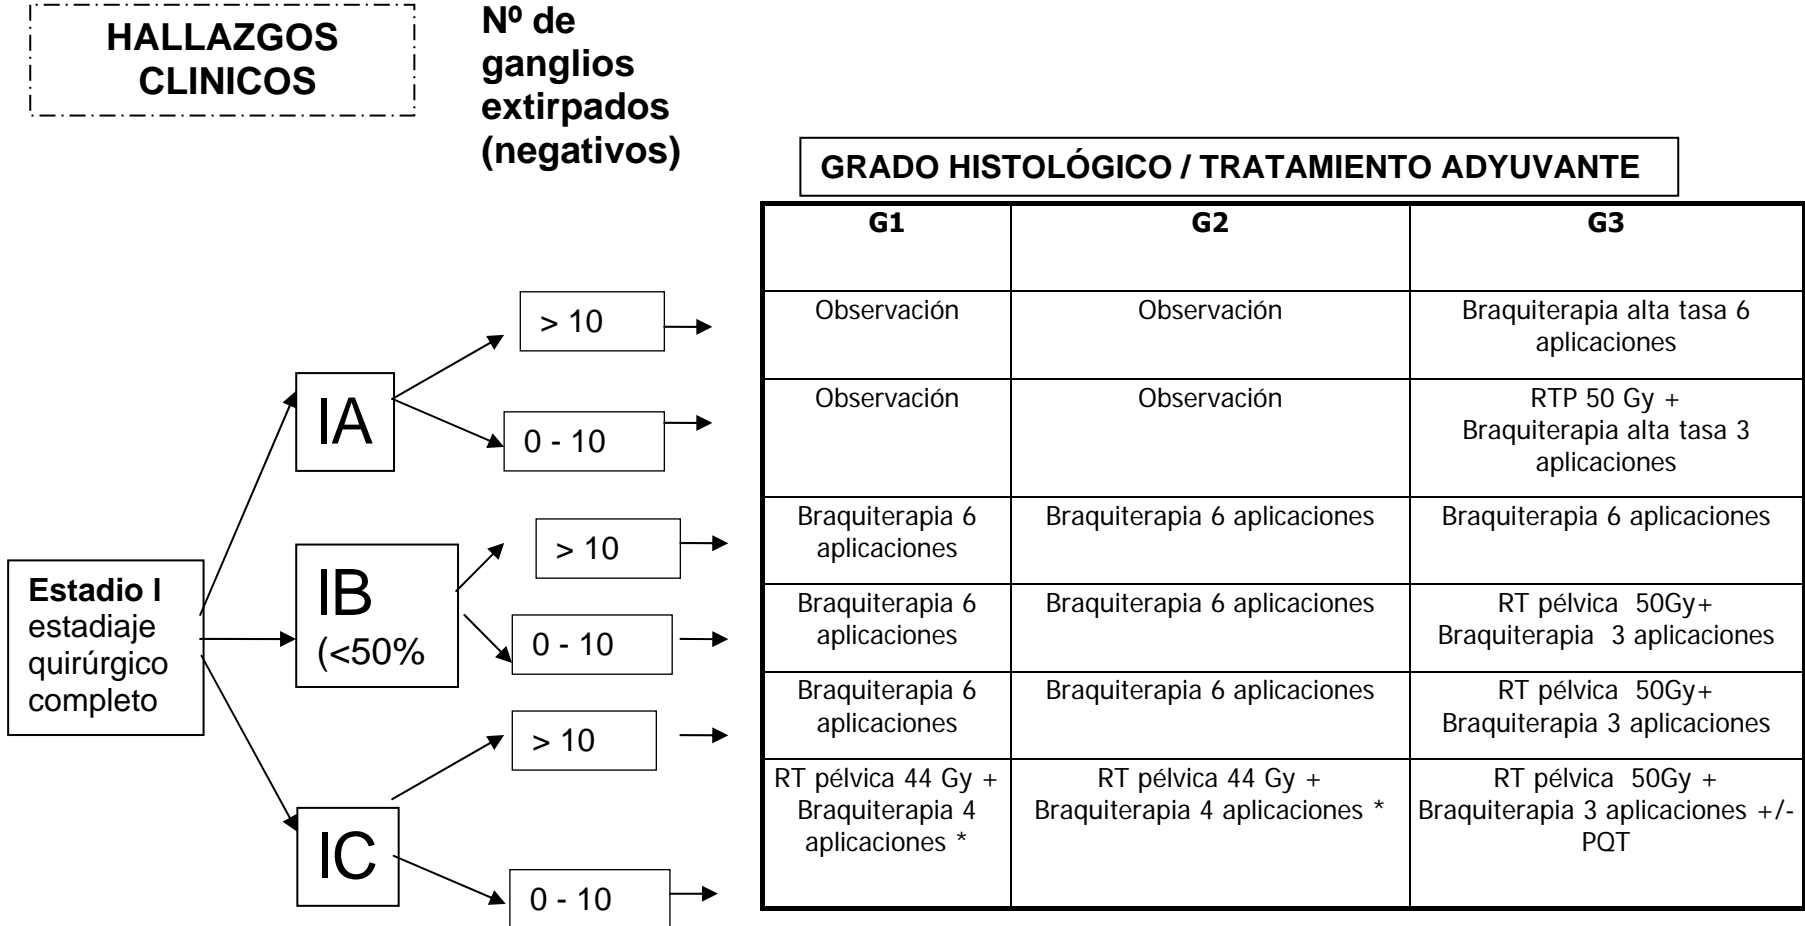 HALLAZGOS
CLINICOS
Nº de
ganglios
extirpados
(negativos)
GRADO HISTOLÓGICO / TRATAMIENTO ADYUVANTE
G1
G2
G3
Estadio I
estadiaje
quirúrgico
completo
IA
> 10
Observación
Observación
Braquiterapia alta tasa 6
aplicaciones
0 - 10
Observación
Observación
RTP 50 Gy +
Braquiterapia alta tasa 3
aplicaciones
IB
(<50%
> 10
Braquiterapia 6
aplicaciones
Braquiterapia 6 aplicaciones
Braquiterapia 6 aplicaciones
0 - 10
Braquiterapia 6
aplicaciones
Braquiterapia 6 aplicaciones
RT pélvica  50Gy+
Braquiterapia  3 aplicaciones
IC
> 10
Braquiterapia 6
aplicaciones
Braquiterapia 6 aplicaciones
RT pélvica  50Gy+
Braquiterapia 3 aplicaciones
0 - 10
RT pélvica 44 Gy +
Braquiterapia 4
aplicaciones *
RT pélvica 44 Gy +
Braquiterapia 4 aplicaciones *
RT pélvica  50Gy +
Braquiterapia 3 aplicaciones +/-
PQT